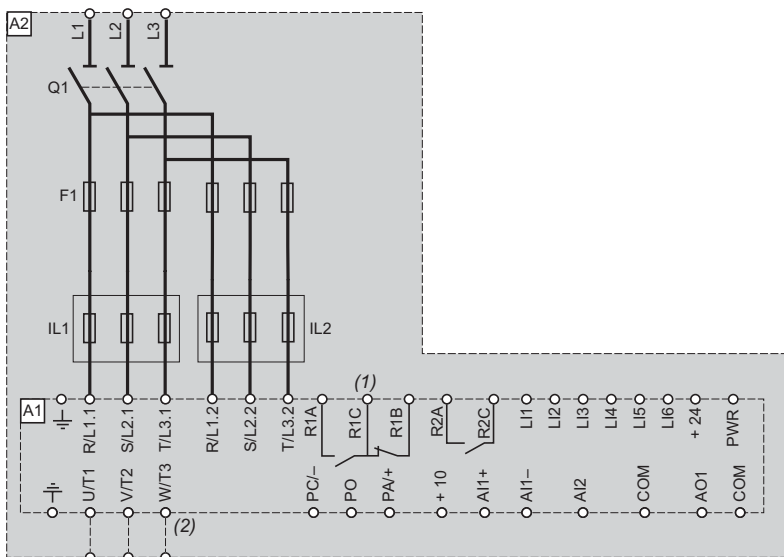 A2
L1 L2 L3
Q1
F1
IL1 IL2
(1)
A1
R/L1.1 S/L2.1 T/L3.1 R/L1.2 S/L2.2 T/L3.2 R1A R1C R1B R2A R2C LI1 LI2 LI3 LI4 LI5 LI6 + 24 PWR
U/T1 V/T2 W/T3 PC/– PO PA/+ + 10 AI1+ AI1– AI2 COM AO1 COM
(2)